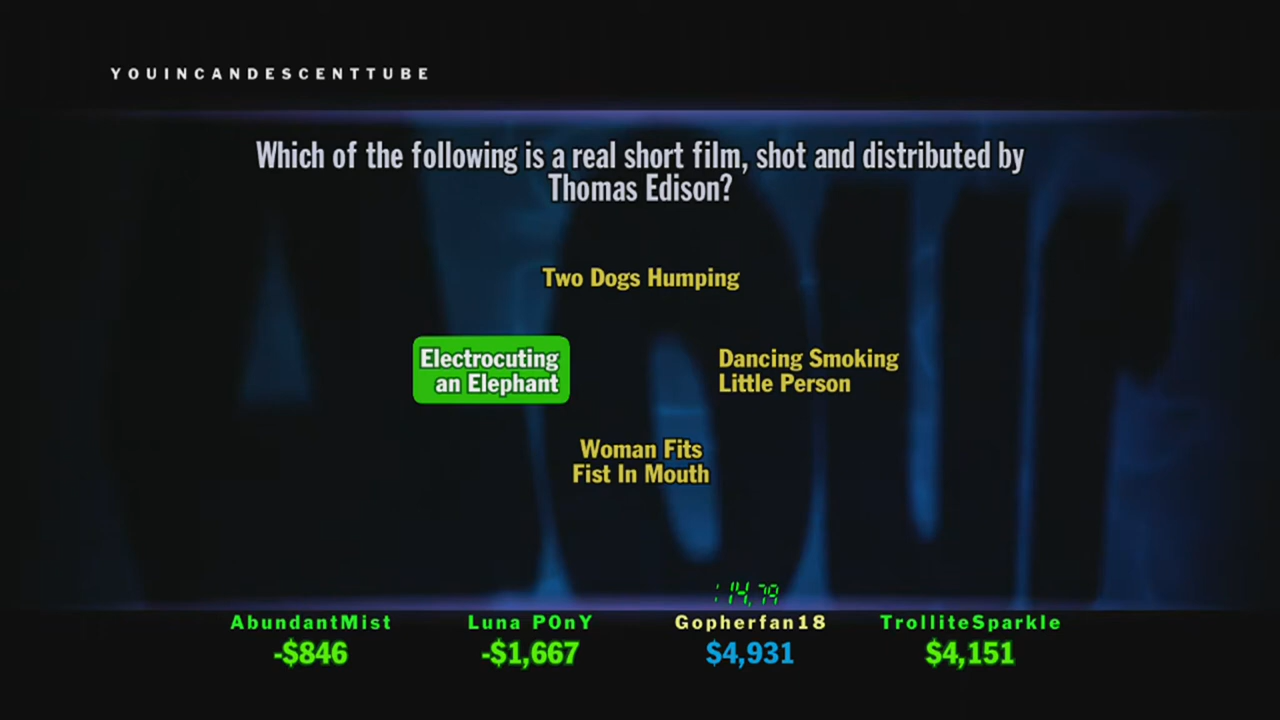 YOUINCANDESCENTTUBE
Which of the following is a real short film, shot and distributed by
Thomas Edison?
Two Dogs Humping
Electrocuting
an Elephant
Dancing Smoking
Little Person
Woman Fits
Fist In Mouth
AbundantMist
Luna P0nY
Gopherfan18
TrolliteSparkle
-$846
-$1,667
$4,931
$4,151